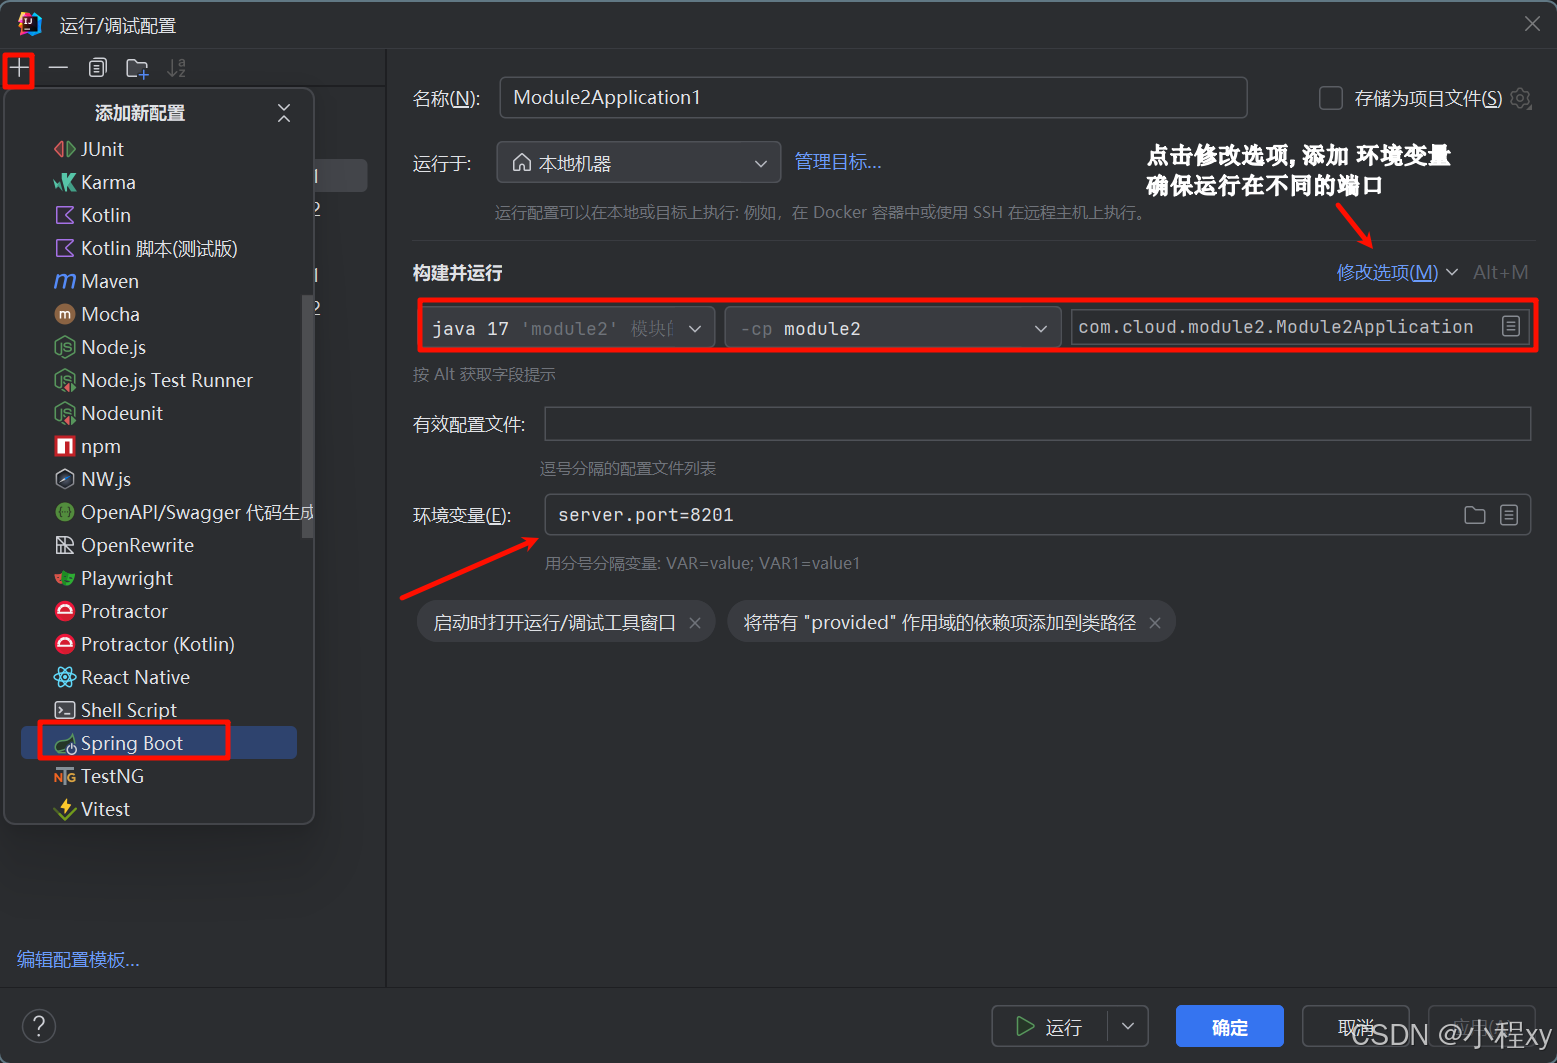 运行/调试配置
添加新配置
JUnit
Karma
Kotlin
Kotlin 脚本(测试版)
Maven
Mocha
Node.js
Node.js Test Runner
Nodeunit
npm
NW.js
OpenAPI/Swagger 代码生成
OpenRewrite
Playwright
Protractor
Protractor (Kotlin)
React Native
Shell Script
Spring Boot
TestNG
Vitest
编辑配置模板...
名称(N):
Module2Application1
存储为项目文件(S)
运行于:
本地机器
管理目标...
点击修改选项, 添加 环境变量
确保运行在不同的端口
运行配置可以在本地或目标上执行: 例如，在 Docker 容器中或使用 SSH 在远程主机上执行。
构建并运行
修改选项(M)
Alt+M
java 17 'module2' 模块的
-cp module2
com.cloud.module2.Module2Application
按 Alt 获取字段提示
有效配置文件:
逗号分隔的配置文件列表
环境变量(E):
server.port=8201
用分号分隔变量: VAR=value; VAR1=value1
启动时打开运行/调试工具窗口
将带有 "provided" 作用域的依赖项添加到类路径
?
运行
确定
取消
CSDN @小程xy